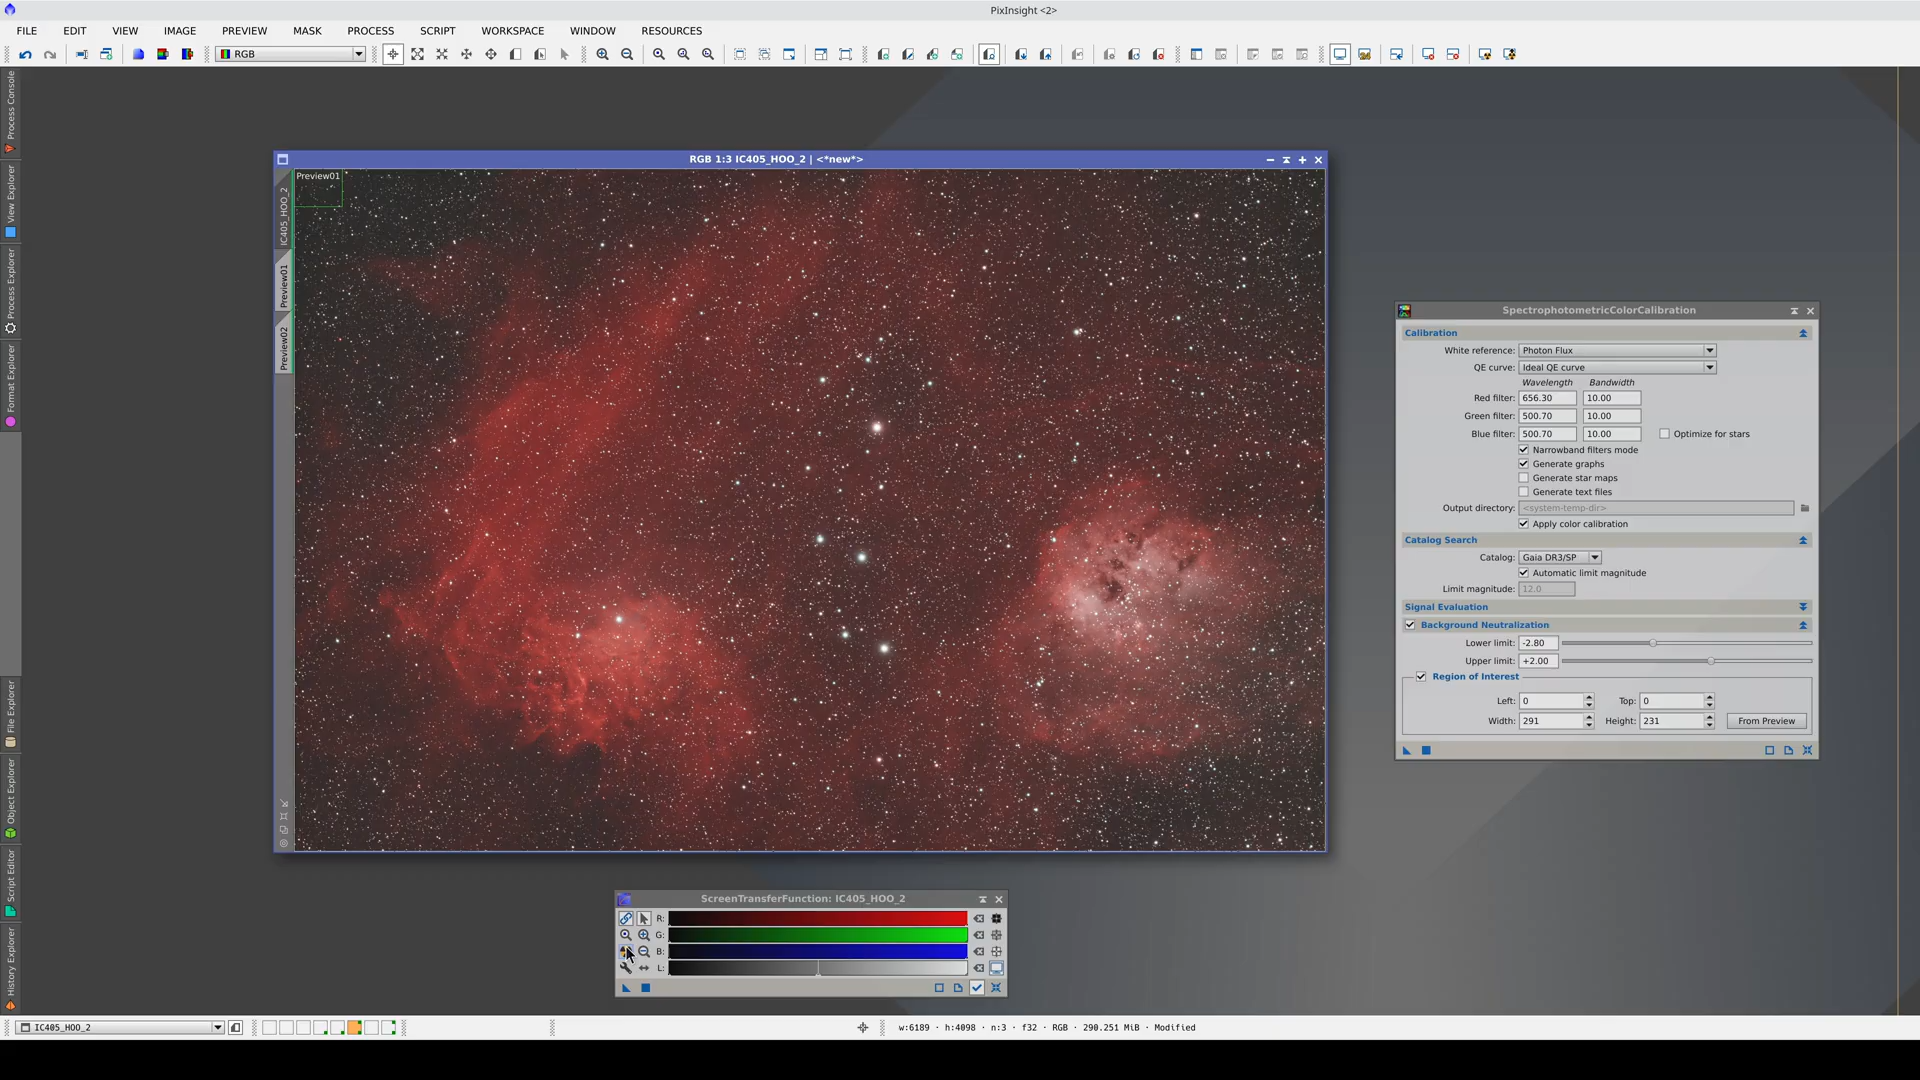 PixInsight <2>
FILE EDIT VIEW IMAGE PREVIEW MASK PROCESS SCRIPT WORKSPACE WINDOW RESOURCES
RGB
Process Console
View Explorer
Process Explorer
Format Explorer
File Explorer
Object Explorer
Script Editor
History Explorer
RGB 1:3 IC405_HOO_2 | <*new*>
IC405_HOO_2
Preview01
Preview02
Preview01
SpectrophotometricColorCalibration
Calibration
White reference: Photon Flux
QE curve: Ideal QE curve
Wavelength Bandwidth
Red filter: 656.30 10.00
Green filter: 500.70 10.00
Blue filter: 500.70 10.00 Optimize for stars
Narrowband filters mode
Generate graphs
Generate star maps
Generate text files
Output directory: <system-temp-dir>
Apply color calibration
Catalog Search
Catalog: Gaia DR3/SP
Automatic limit magnitude
Limit magnitude: 12.0
Signal Evaluation
Background Neutralization
Lower limit: -2.80
Upper limit: +2.00
Region of Interest
Left: 0 Top: 0
Width: 291 Height: 231 From Preview
ScreenTransferFunction: IC405_HOO_2
R:
G:
B:
L:
IC405_HOO_2
w:6189 · h:4098 · n:3 · f32 · RGB · 290.251 MiB · Modified